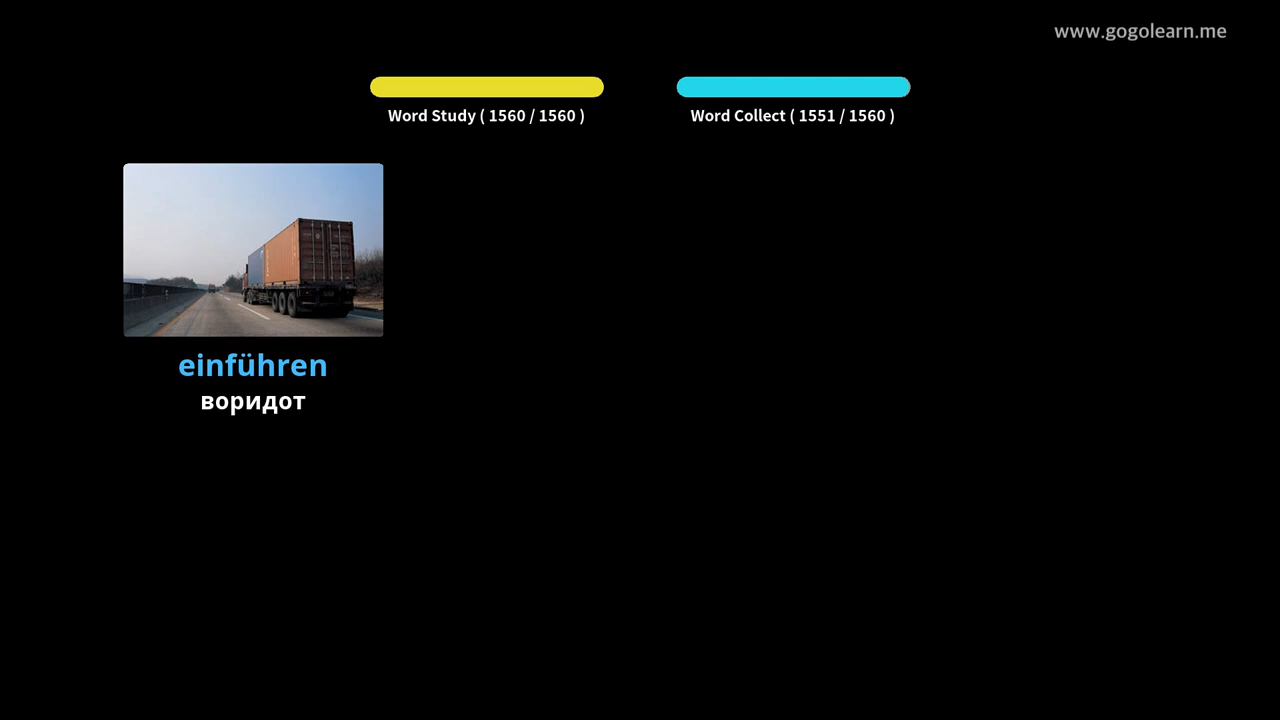 www.gogolearn.me
Word Study ( 1560 / 1560 )
Word Collect ( 1551 / 1560 )
einführen
воридот